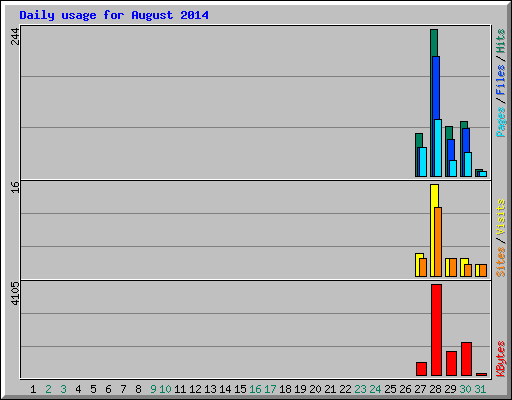 Daily usage for August 2014
244
Pages / Files / Hits
16
Sites / Visits
4105
KBytes
1 2 3 4 5 6 7 8 9 10 11 12 13 14 15 16 17 18 19 20 21 22 23 24 25 26 27 28 29 30 31